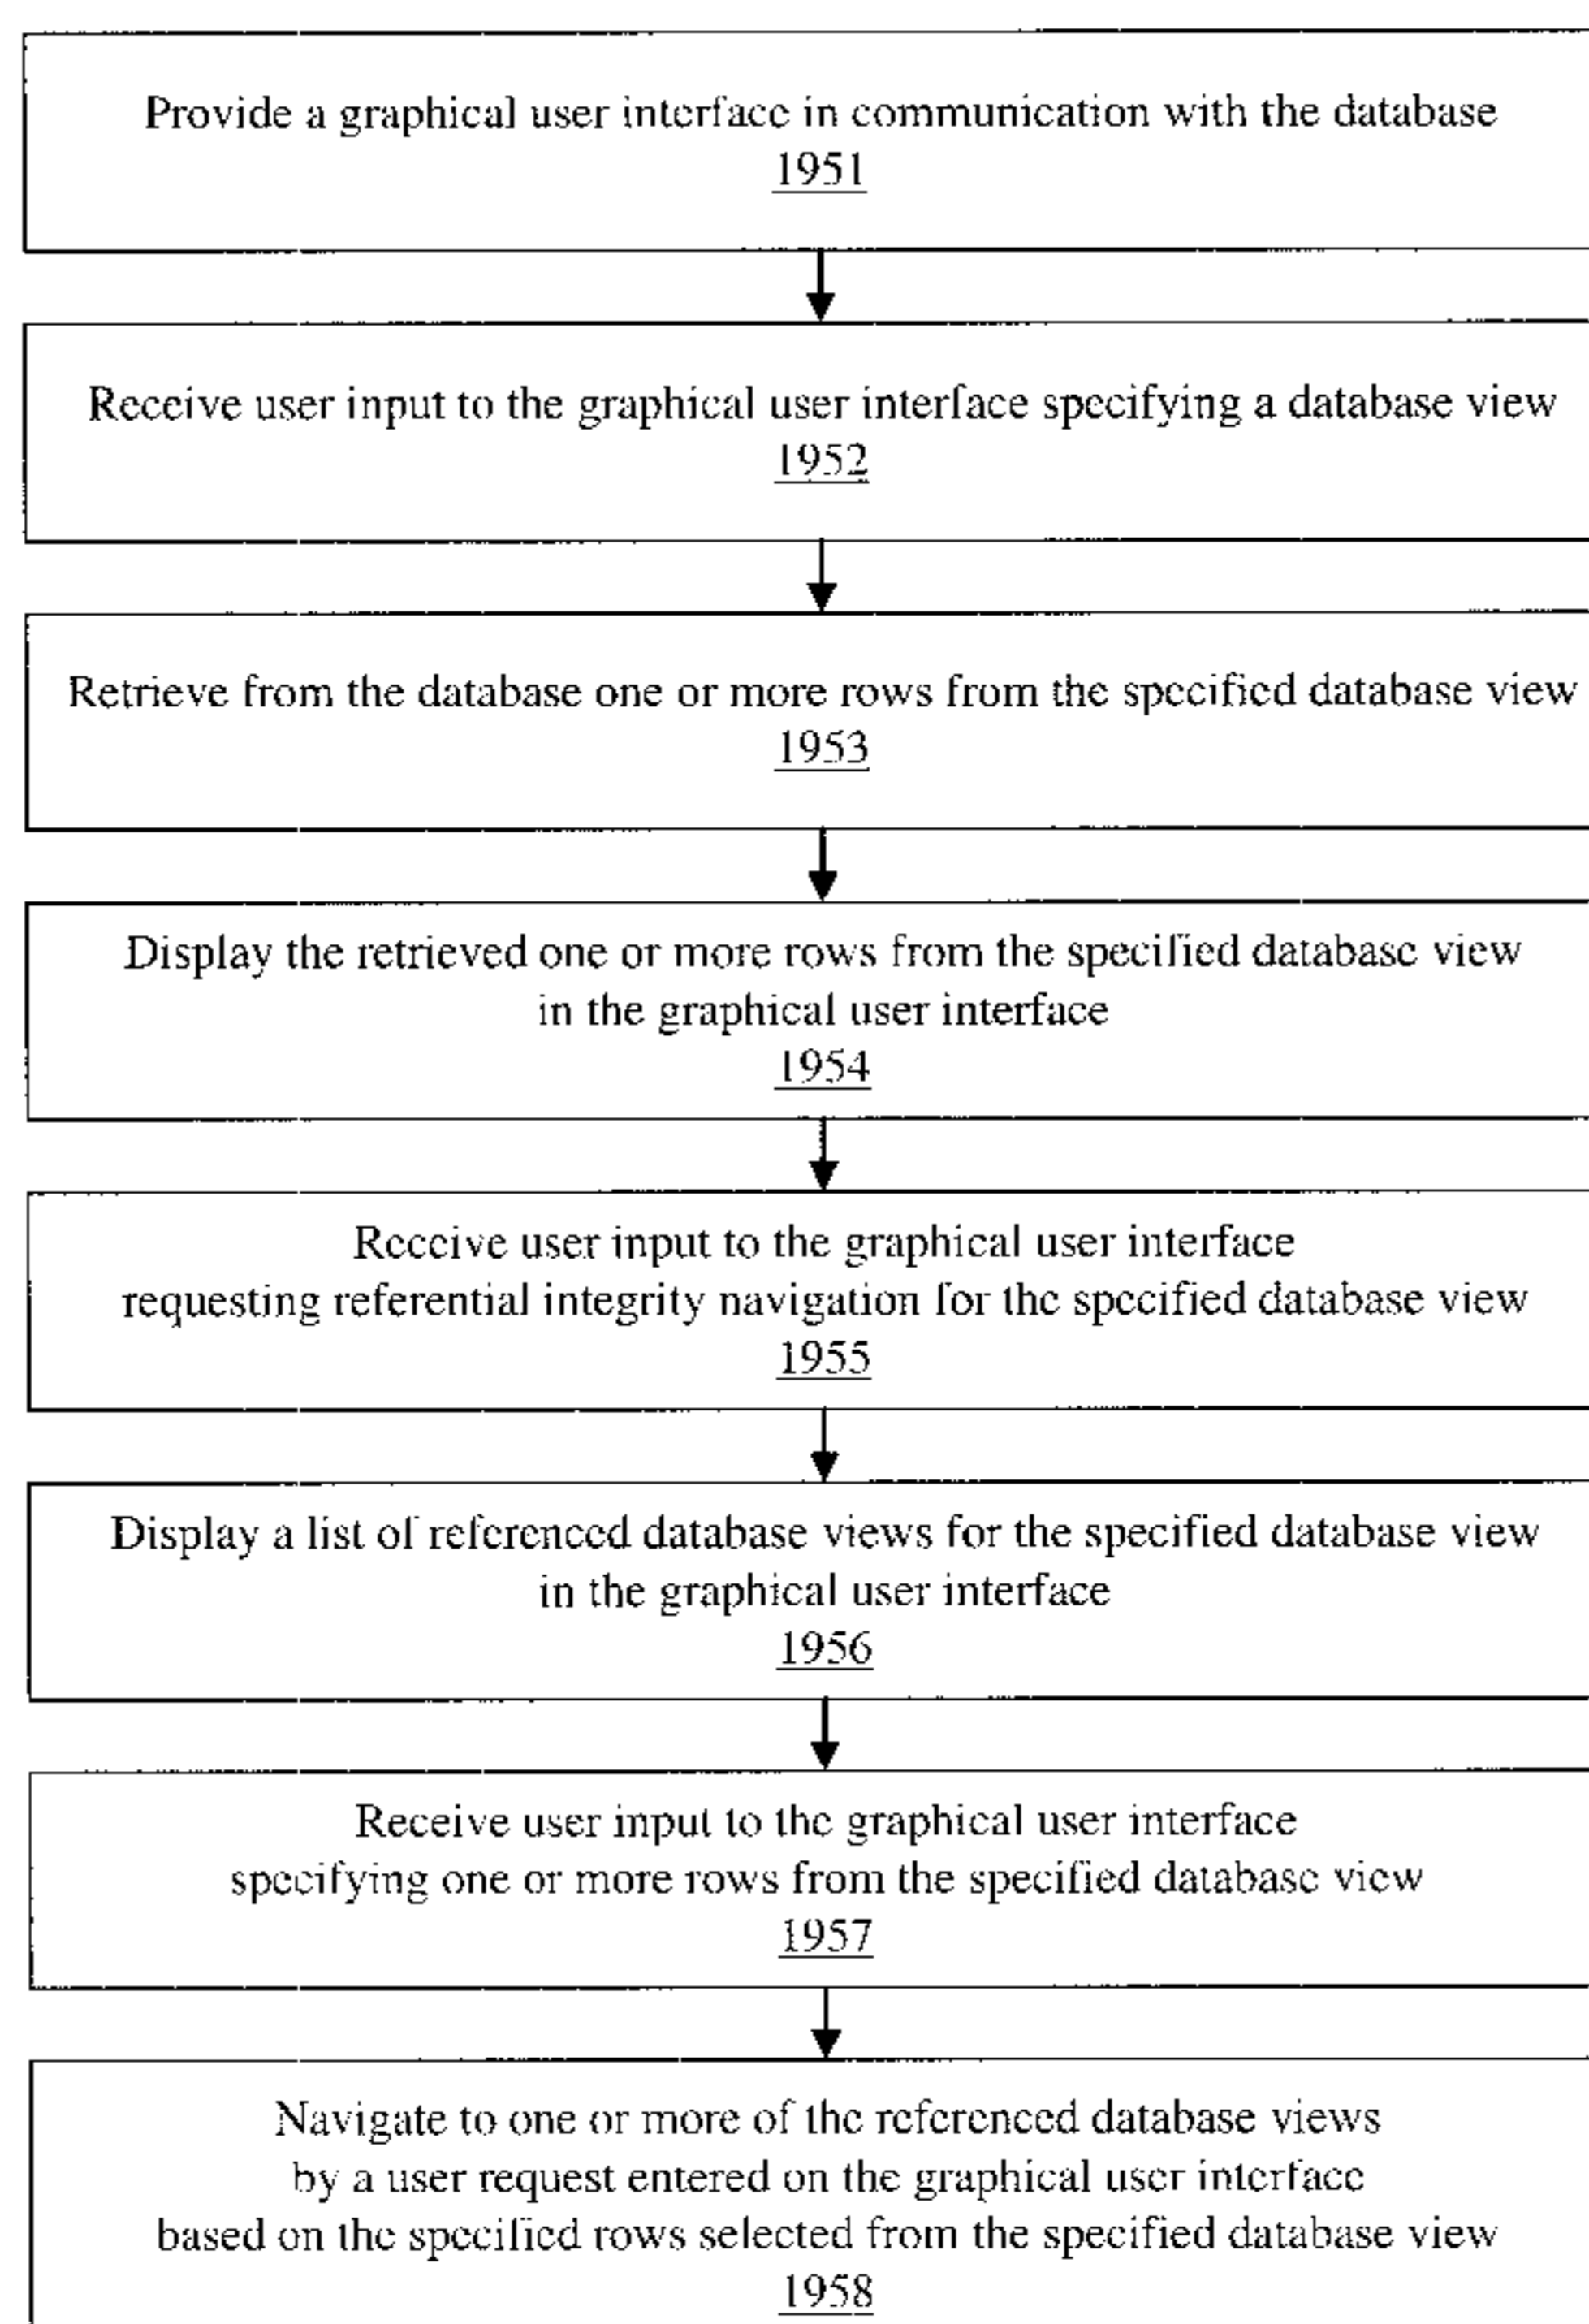 Provide a graphical user interface in communication with the database
1951
Receive user input to the graphical user interface specifying a database view
1952
Retrieve from the database one or more rows from the specified database view
1953
Display the retrieved one or more rows from the specified database view
in the graphical user interface
1954
Receive user input to the graphical user interface
requesting referential integrity navigation for the specified database view
1955
Display a list of referenced database views for the specified database view
in the graphical user interface
1956
Receive user input to the graphical user interface
specifying one or more rows from the specified database view
1957
Navigate to one or more of the referenced database views
by a user request entered on the graphical user interface
based on the specified rows selected from the specified database view
1958